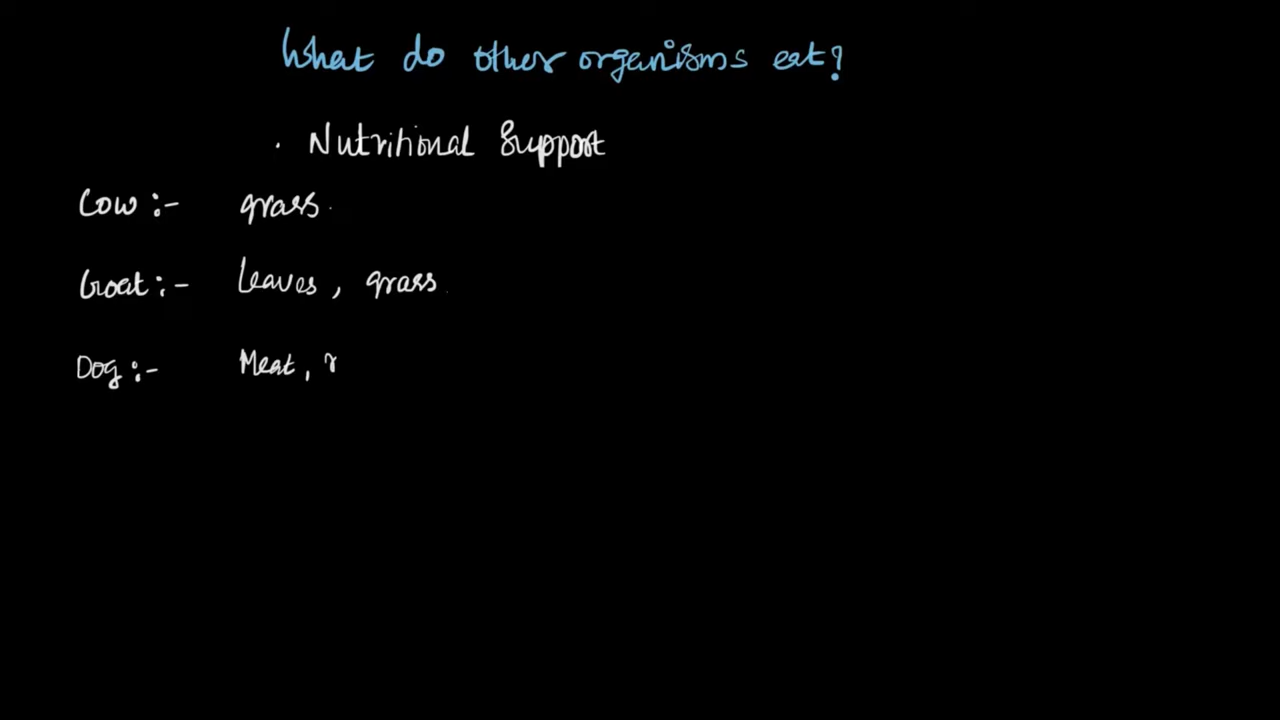 What do other organisms eat?
· Nutritional Support
Cow :- grass
Goat :- Leaves, grass
Dog :- Meat,